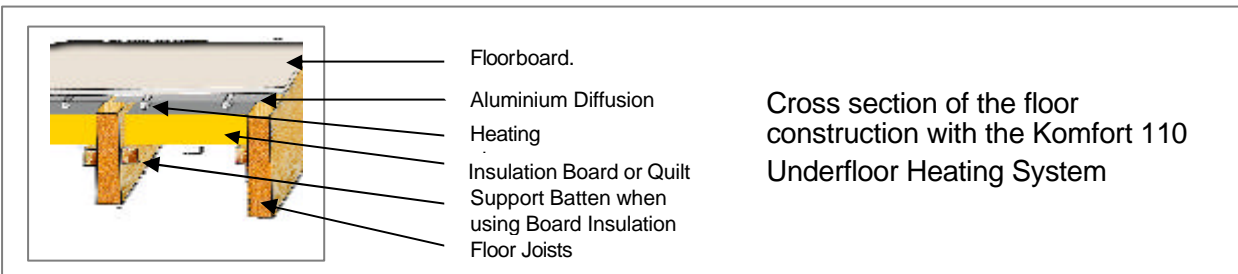 Floorboard.
Aluminium Diffusion
Heating
Insulation Board or Quilt
Support Batten when
using Board Insulation
Floor Joists
Cross section of the floor
construction with the Komfort 110
Underfloor Heating System